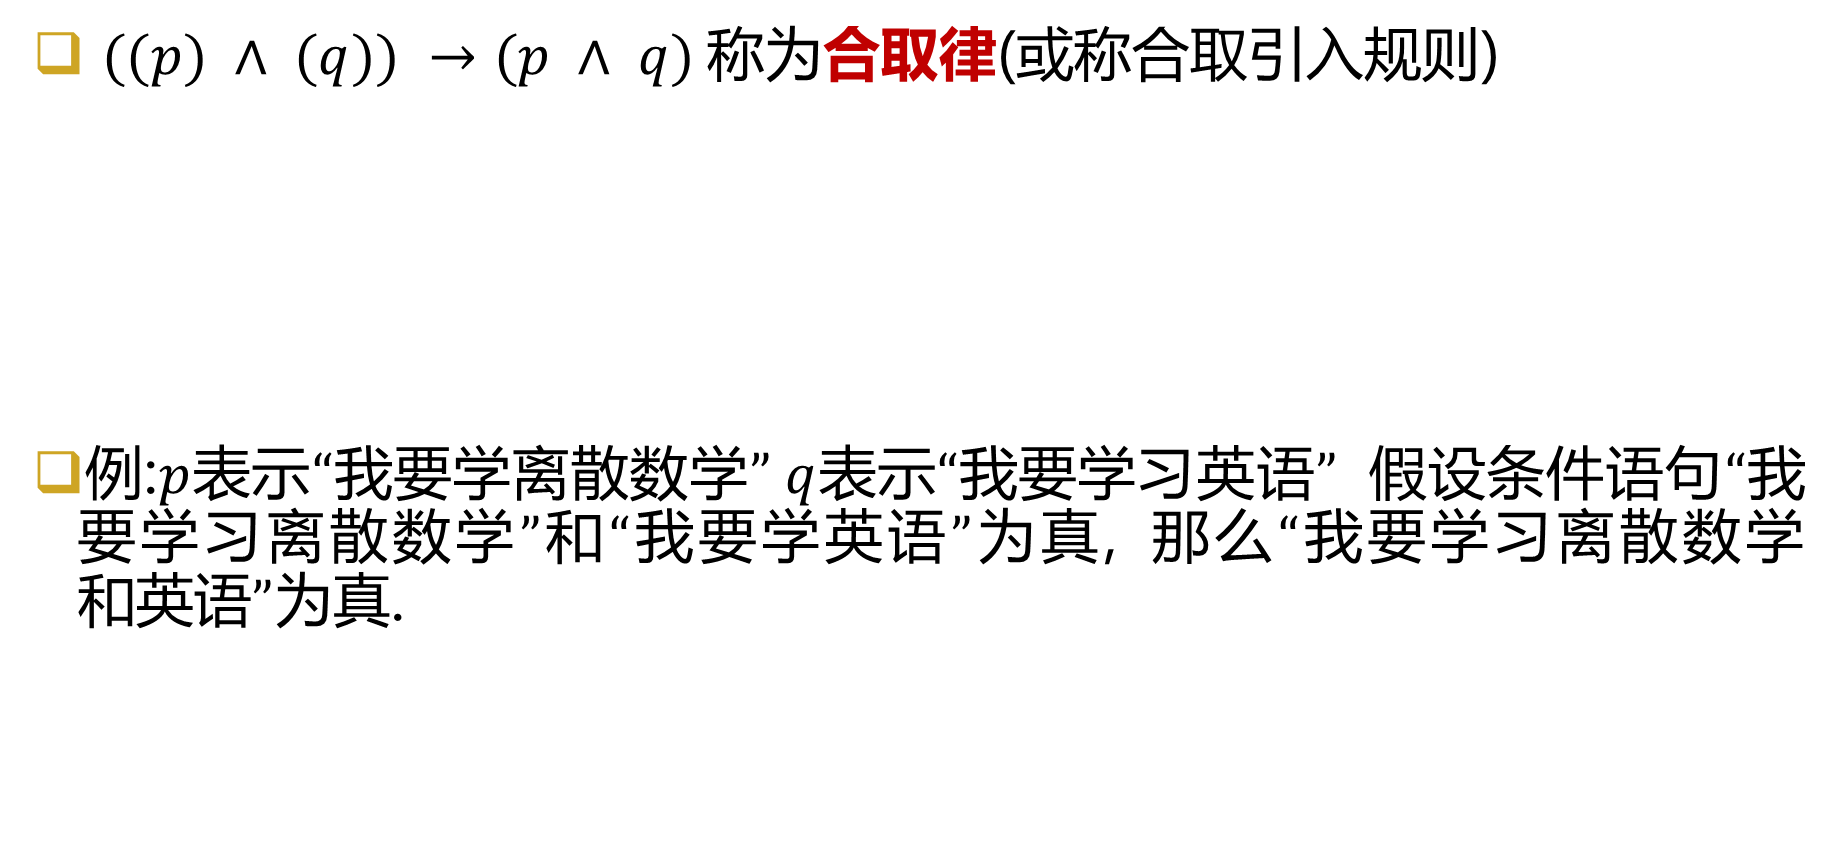 ❑ ((p) ∧ (q)) → (p ∧ q) 称为合取律(或称合取引入规则)
❑例:p表示“我要学离散数学” q表示“我要学习英语” 假设条件语句“我
要学习离散数学”和“我要学英语”为真, 那么“我要学习离散数学
和英语”为真.